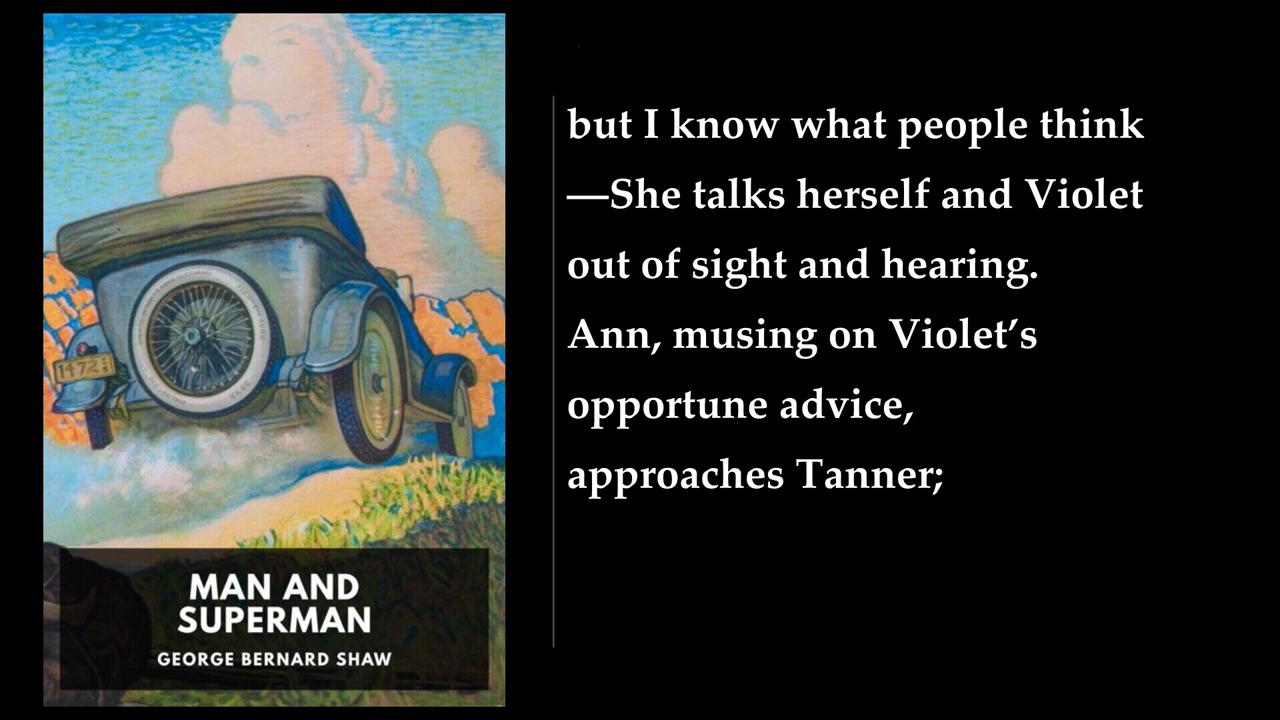 but I know what people think
—She talks herself and Violet
out of sight and hearing.
Ann, musing on Violet’s
opportune advice,
approaches Tanner;
1472
MAN AND
SUPERMAN
GEORGE BERNARD SHAW